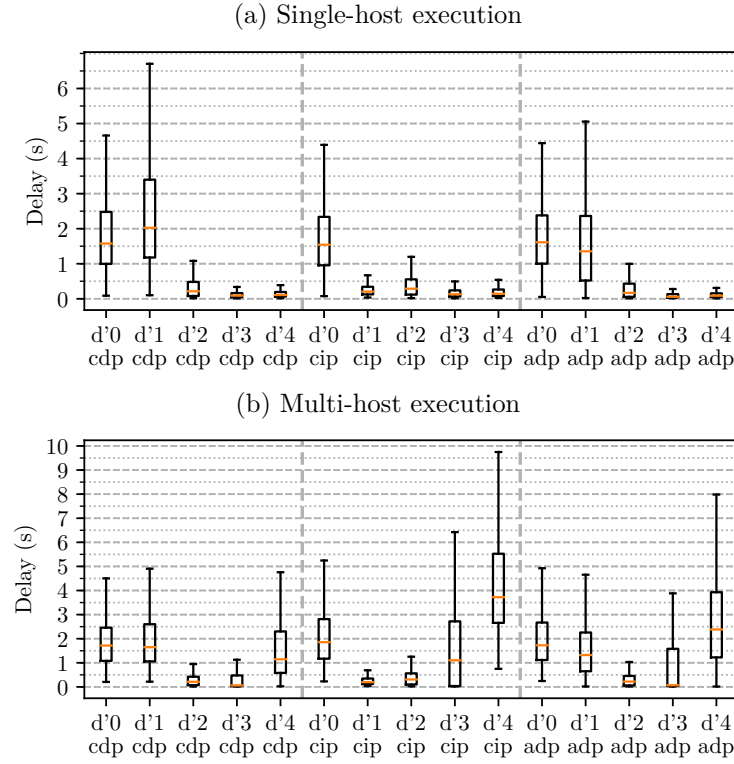 (a) Single-host execution
6
5
4
3
2
1
0
Delay (s)
d'0 d'1 d'2 d'3 d'4 d'0 d'1 d'2 d'3 d'4 d'0 d'1 d'2 d'3 d'4
cdp cdp cdp cdp cdp cip cip cip cip cip adp adp adp adp adp
(b) Multi-host execution
10
9
8
7
6
5
4
3
2
1
0
Delay (s)
d'0 d'1 d'2 d'3 d'4 d'0 d'1 d'2 d'3 d'4 d'0 d'1 d'2 d'3 d'4
cdp cdp cdp cdp cdp cip cip cip cip cip adp adp adp adp adp